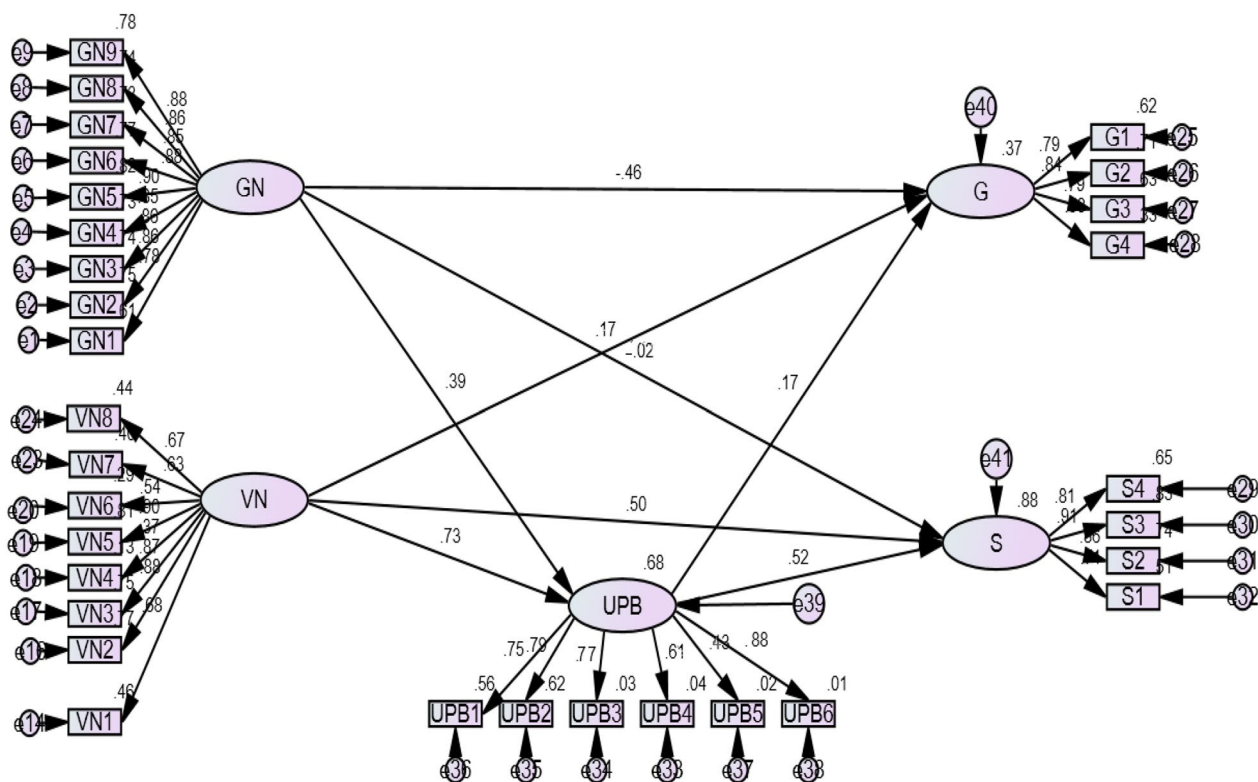 .78
e9
GN9
e8
GN8
e7
GN7
e6
GN6
e5
GN5
e4
GN4
e3
GN3
e2
GN2
e1
GN1
.88
.86
.85
.88
.90
.86
.78
GN
-.46
.39
.17
-.02
e40
.37
G
.62
.79
.84
.79
G1
e25
G2
e26
G3
e27
G4
e28
.17
.44
e24
VN8
VN7
VN6
VN5
e18
VN4
e17
VN3
VN2
.46
e14
VN1
.67
.63
.54
.87
.88
.68
VN
.50
.73
e41
.88
S
.65
.81
.91
S4
e29
S3
e30
S2
e31
S1
e32
.52
.68
UPB
e39
.75
.79
.77
.61
.43
.88
.56
.62
.03
.04
.02
.01
UPB1
UPB2
UPB3
UPB4
UPB5
UPB6
e36
e35
e34
e33
e37
e38